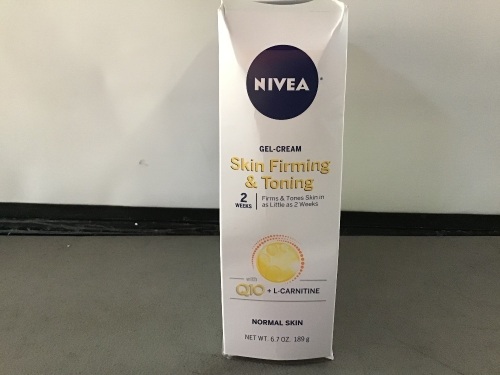 NIVEA
GEL-CREAM
Skin Firming
& Toning
2 WEEKS
Firms & Tones Skin in
as Little as 2 Weeks
with
Q10 + L-CARNITINE
NORMAL SKIN
NET WT. 6.7 OZ. 189 g